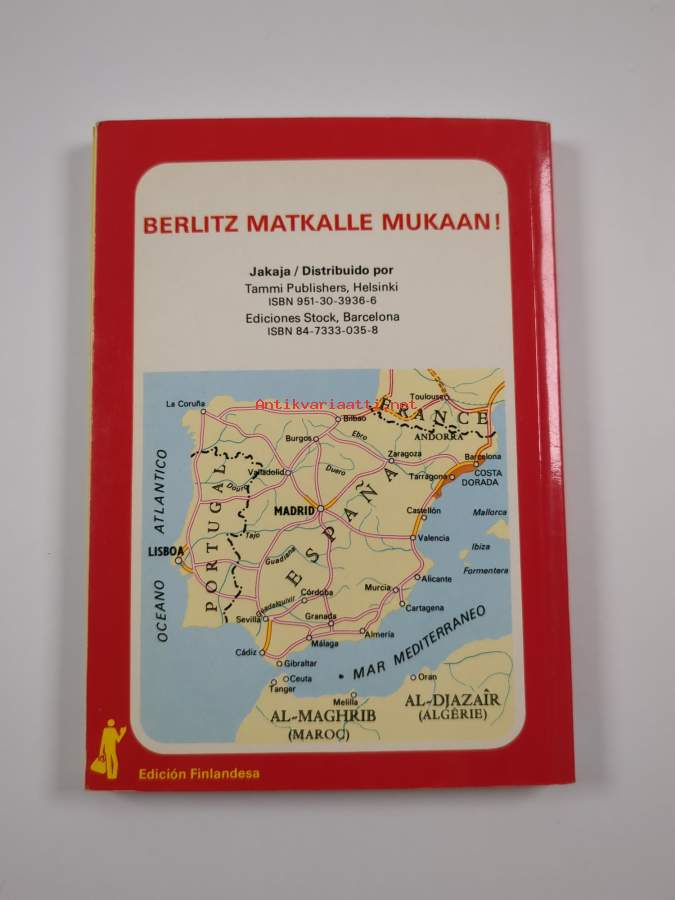 BERLITZ MATKALLE MUKAAN!
Jakaja / Distribuido por
Tammi Publishers, Helsinki
ISBN 951-30-3936-6
Ediciones Stock, Barcelona
ISBN 84-7333-035-8
La Coruña
Antikvariaatti.net
Toulouse
FRANCE
Bilbao
ANDORRA
Burgos
Ebro
Zaragoza
Barcelona
Valladolid
Duero
Tarragona
COSTA
DORADA
Douro
MADRID
Castellón
Mallorca
Tajo
Valencia
Ibiza
LISBOA
Guadiana
ESPAÑA
PORTUGAL
OCEANO ATLANTICO
Formentera
Alicante
Murcia
Córdoba
Guadalquivir
Cartagena
Sevilla
Granada
Almería
Málaga
Cádiz
MAR MEDITERRANEO
Gibraltar
Ceuta
Oran
Tanger
Melilla
AL-MAGHRIB
(MAROC)
AL-DJAZAÎR
(ALGÉRIE)
Edición Finlandesa